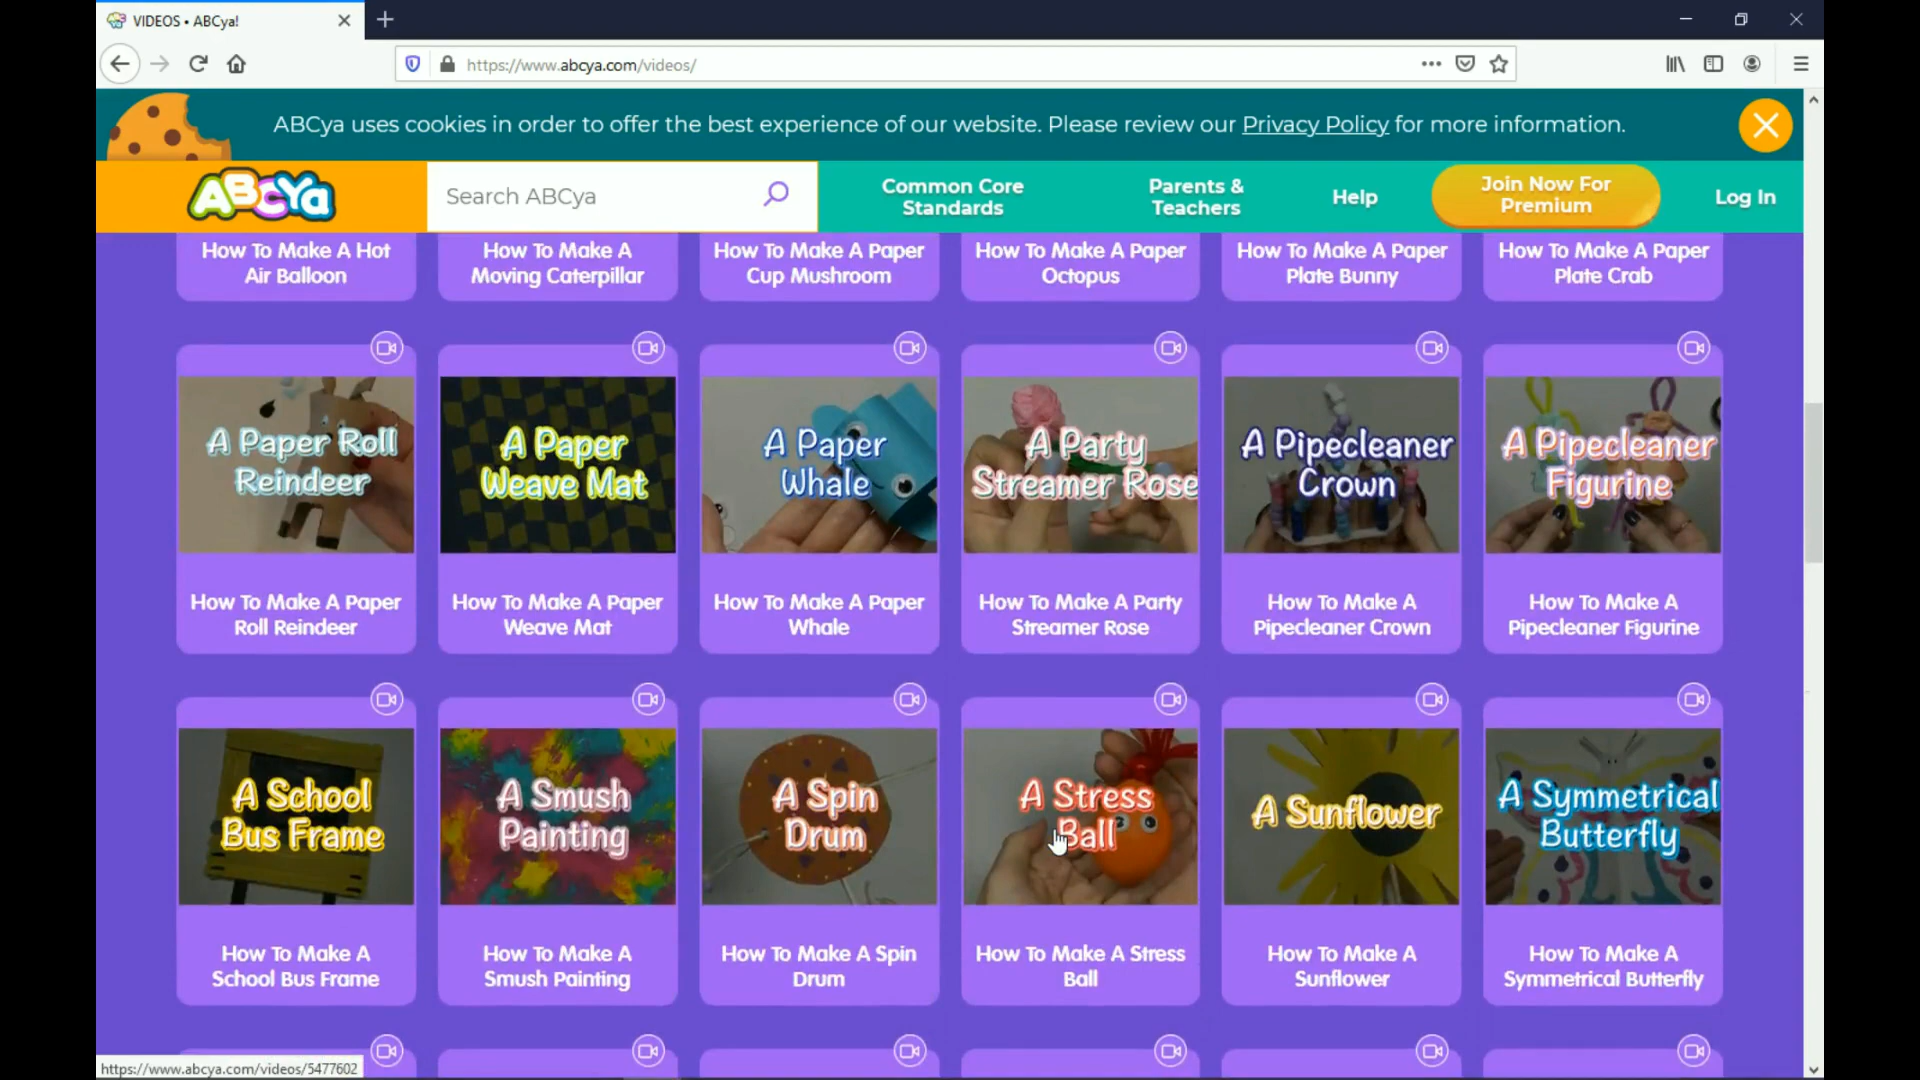 VIDEOS • ABCya!
https://www.abcya.com/videos/
ABCya uses cookies in order to offer the best experience of our website. Please review our Privacy Policy for more information.
ABCYa
Search ABCya
Common Core
Standards
Parents &
Teachers
Help
Join Now For
Premium
Log In
How To Make A Hot
Air Balloon
How To Make A
Moving Caterpillar
How To Make A Paper
Cup Mushroom
How To Make A Paper
Octopus
How To Make A Paper
Plate Bunny
How To Make A Paper
Plate Crab
A Paper Roll
Reindeer
A Paper
Weave Mat
A Paper
Whale
A Party
Streamer Rose
A Pipecleaner
Crown
A Pipecleaner
Figurine
How To Make A Paper
Roll Reindeer
How To Make A Paper
Weave Mat
How To Make A Paper
Whale
How To Make A Party
Streamer Rose
How To Make A
Pipecleaner Crown
How To Make A
Pipecleaner Figurine
A School
Bus Frame
A Smush
Painting
A Spin
Drum
A Stress
Ball
A Sunflower
A Symmetrical
Butterfly
How To Make A
School Bus Frame
How To Make A
Smush Painting
How To Make A Spin
Drum
How To Make A Stress
Ball
How To Make A
Sunflower
How To Make A
Symmetrical Butterfly
https://www.abcya.com/videos/5477602